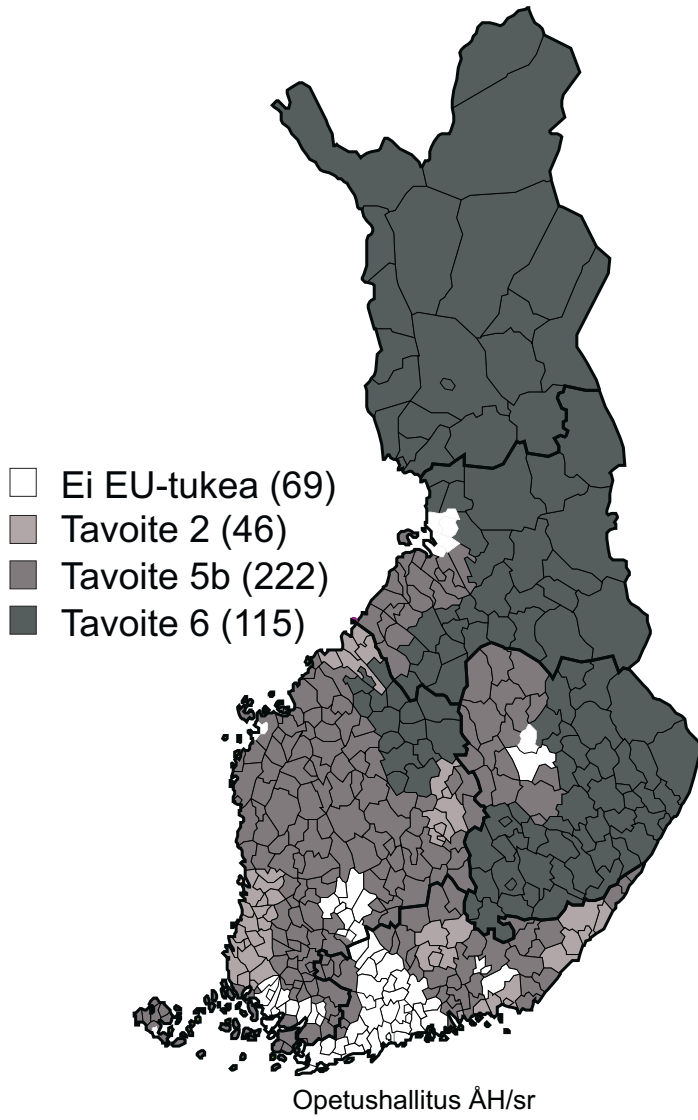 Ei EU-tukea (69)
Tavoite 2 (46)
Tavoite 5b (222)
Tavoite 6 (115)
Opetushallitus ÅH/sr